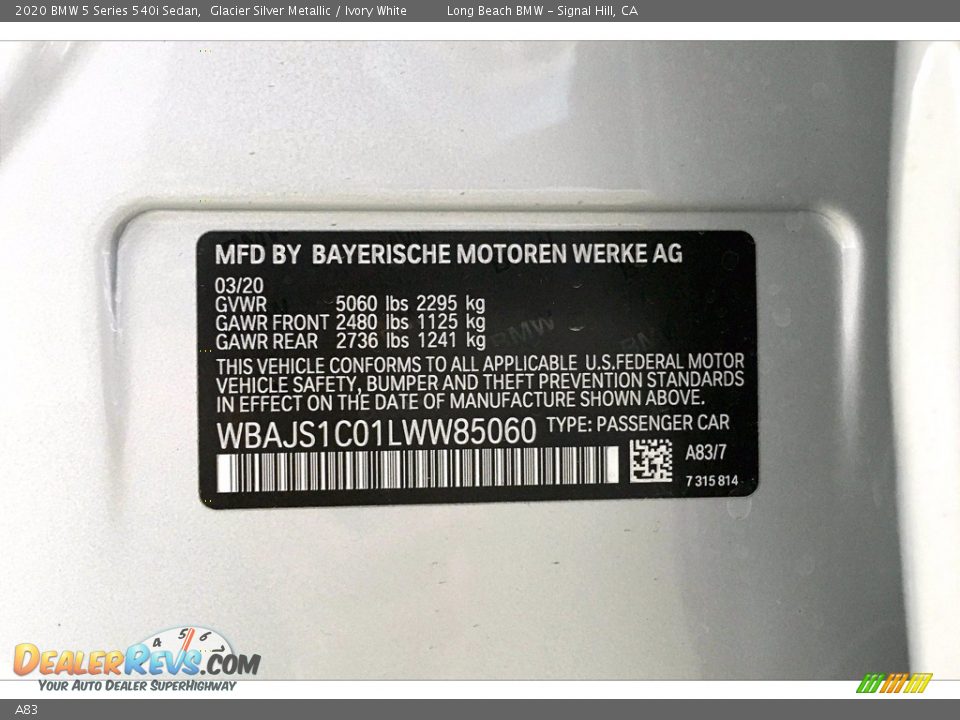 2020 BMW 5 Series 540i Sedan, Glacier Silver Metallic / Ivory White Long Beach BMW - Signal Hill, CA
MFD BY BAYERISCHE MOTOREN WERKE AG
03/20
GVWR 5060 lbs 2295 kg
GAWR FRONT 2480 lbs 1125 kg
GAWR REAR 2736 lbs 1241 kg
THIS VEHICLE CONFORMS TO ALL APPLICABLE U.S.FEDERAL MOTOR
VEHICLE SAFETY, BUMPER AND THEFT PREVENTION STANDARDS
IN EFFECT ON THE DATE OF MANUFACTURE SHOWN ABOVE.
WBAJS1C01LWW85060 TYPE: PASSENGER CAR
A83/7
7 315 814
4 5 6
DEALERREVS.COM
YOUR AUTO DEALER SUPERHIGHWAY
A83